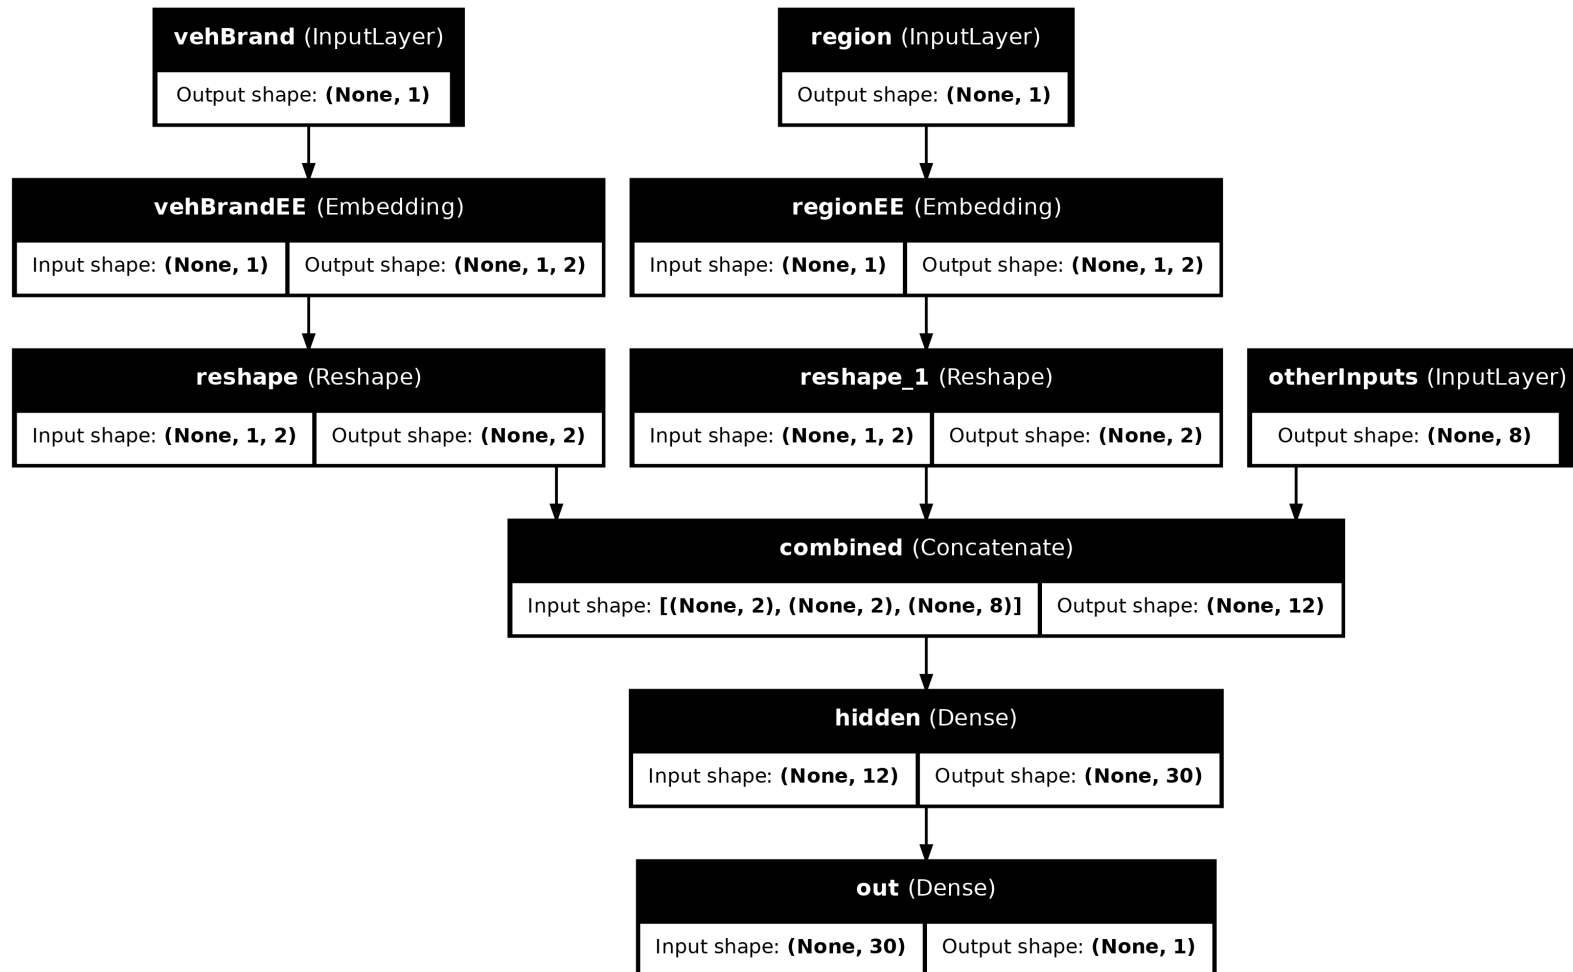 vehBrand (InputLayer)
Output shape: (None, 1)
region (InputLayer)
Output shape: (None, 1)
vehBrandEE (Embedding)
Input shape: (None, 1)
Output shape: (None, 1, 2)
regionEE (Embedding)
Input shape: (None, 1)
Output shape: (None, 1, 2)
reshape (Reshape)
Input shape: (None, 1, 2)
Output shape: (None, 2)
reshape_1 (Reshape)
Input shape: (None, 1, 2)
Output shape: (None, 2)
otherInputs (InputLayer)
Output shape: (None, 8)
combined (Concatenate)
Input shape: [(None, 2), (None, 2), (None, 8)]
Output shape: (None, 12)
hidden (Dense)
Input shape: (None, 12)
Output shape: (None, 30)
out (Dense)
Input shape: (None, 30)
Output shape: (None, 1)